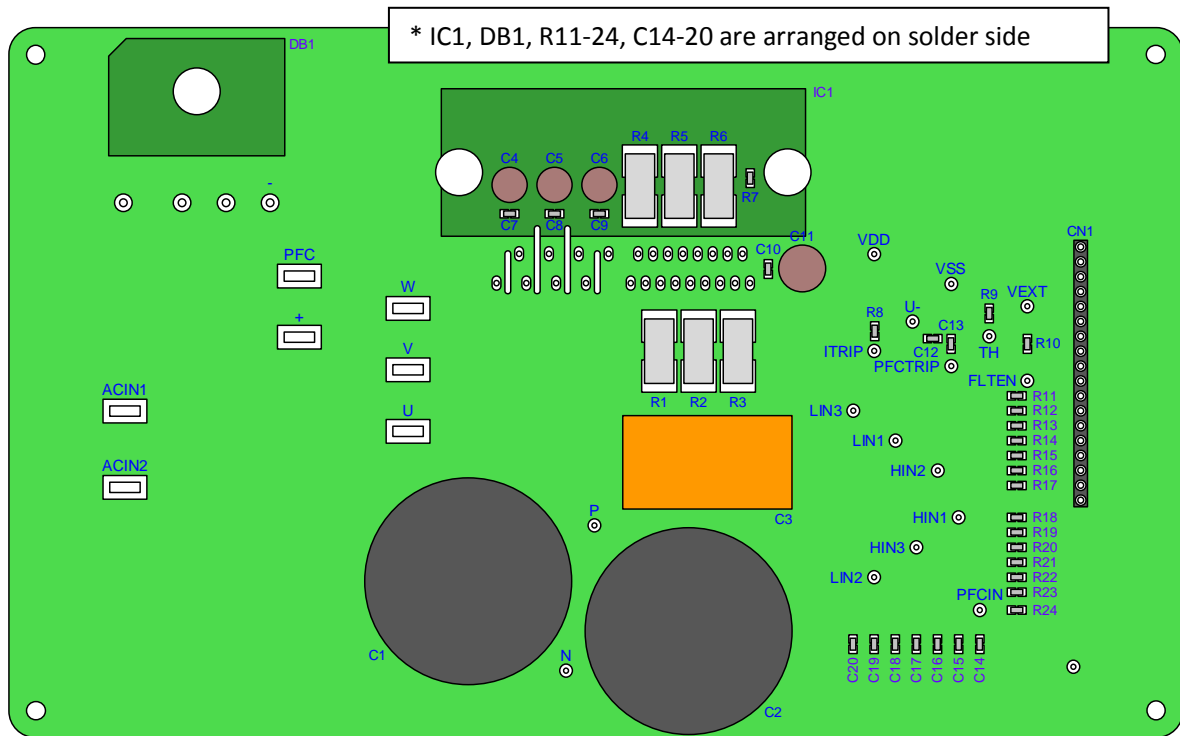 * IC1, DB1, R11-24, C14-20 are arranged on solder side
DB1
IC1
R4 R5 R6
C4 C5 C6
R7
C7 C8 C9
-
CN1
C11
VDD
C10
PFC
VSS
W
R9
VEXT
U-
R8
C13
+
V
ITRIP
C12
TH
R10
PFCTRIP
FLTEN
ACIN1
R1 R2 R3
R11
U
LIN3
R12
R13
LIN1
R14
R15
ACIN2
HIN2
R16
R17
P
C3
HIN1
R18
R19
HIN3
R20
R21
LIN2
R22
PFCIN
R23
R24
C1
N
C20 C19 C18 C17 C16 C15 C14
C2